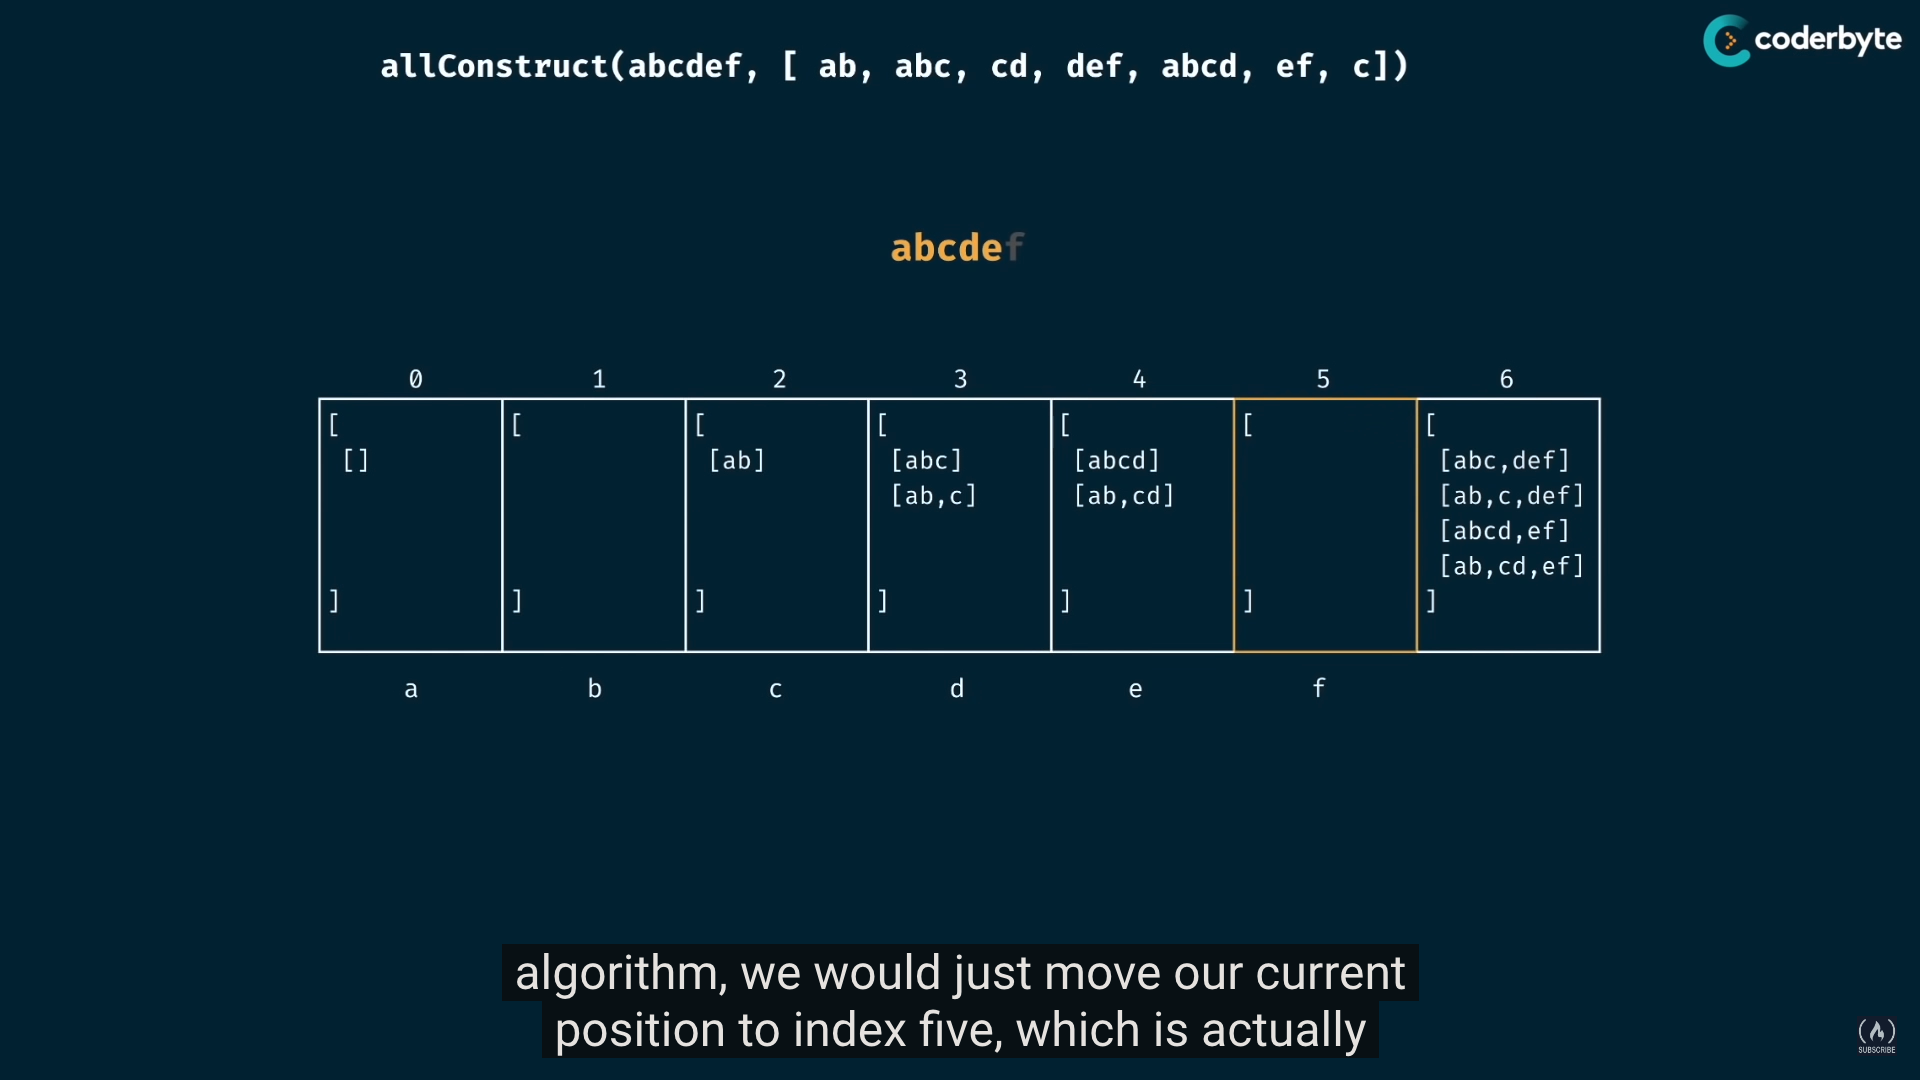 coderbyte
allConstruct(abcdef, [ ab, abc, cd, def, abcd, ef, c])
abcdef
0 1 2 3 4 5 6
[ [ [ [ [ [ [
[] [ab] [abc] [abcd] [abc,def]
[ab,c] [ab,cd] [ab,c,def]
[abcd,ef]
[ab,cd,ef]
] ] ] ] ] ] ]
a b c d e f
algorithm, we would just move our current
position to index five, which is actually
SUBSCRIBE